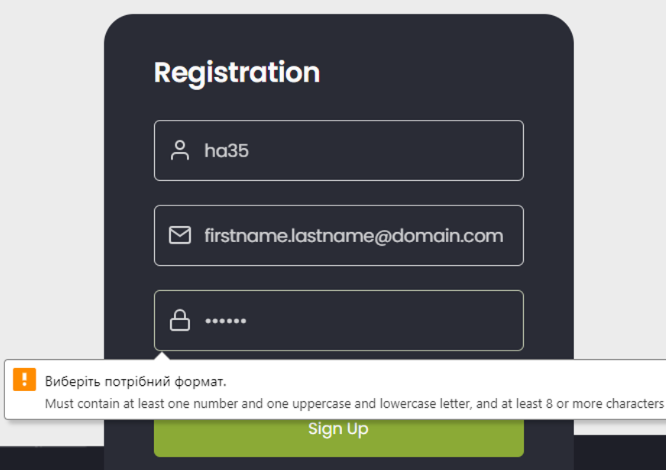 Registration
ha35
firstname.lastname@domain.com
••••••
Виберіть потрібний формат.
Must contain at least one number and one uppercase and lowercase letter, and at least 8 or more characters
Sign Up